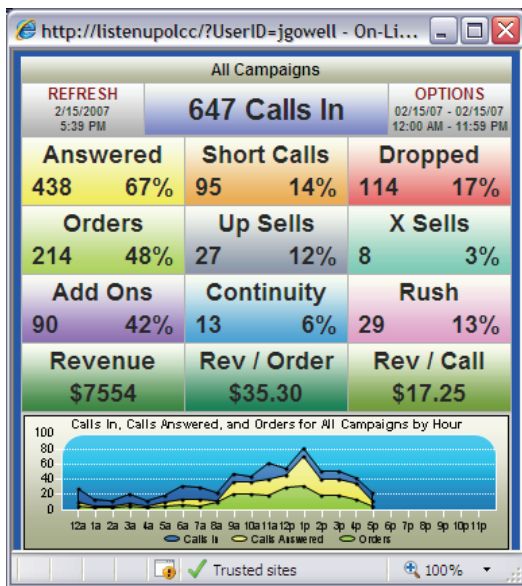 http://listenupolcc/?UserID=jgowell - On-Li...
All Campaigns
REFRESH
2/15/2007
5:39 PM
647 Calls In
OPTIONS
02/15/07 - 02/15/07
12:00 AM - 11:59 PM
Answered
438 67%
Short Calls
95 14%
Dropped
114 17%
Orders
214 48%
Up Sells
27 12%
X Sells
8 3%
Add Ons
90 42%
Continuity
13 6%
Rush
29 13%
Revenue
$7554
Rev / Order
$35.30
Rev / Call
$17.25
Calls In, Calls Answered, and Orders for All Campaigns by Hour
100
80
60
40
20
0
12a 1a 2a 3a 4a 5a 6a 7a 8a 9a 10a 11a 12p 1p 2p 3p 4p 5p 6p 7p 8p 9p 10p 11p
Calls In Calls Answered Orders
Trusted sites 100%